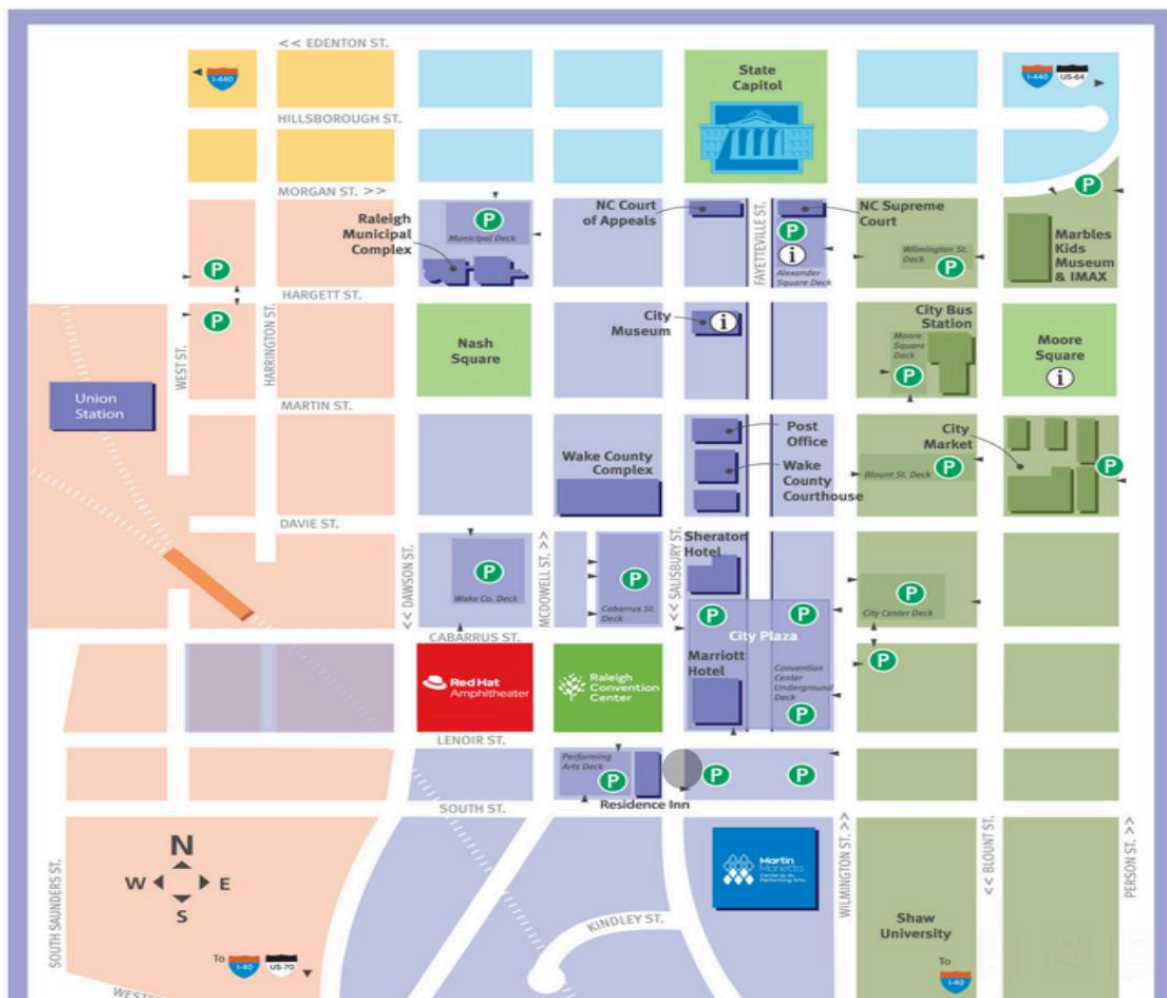 << EDENTON ST.
I-440
State
Capitol
I-440
US-64
HILLSBOROUGH ST.
MORGAN ST. >>
P
Raleigh
Municipal
Complex
P
Municipal Deck
NC Court
of Appeals
FAYETTEVILLE ST.
NC Supreme
Court
P
i
Alexander
Square Deck
Wilmington St.
Deck
P
Marbles
Kids
Museum
& IMAX
P
HARGETT ST.
P
WEST ST.
HARRINGTON ST.
Nash
Square
City
Museum
i
City Bus
Station
Moore
Square
Deck
P
Moore
Square
i
Union
Station
MARTIN ST.
Post
Office
Wake County
Complex
Wake
County
Courthouse
Blount St. Deck
P
City
Market
P
DAVIE ST.
<< DAWSON ST.
P
Wake Co. Deck
MCDOWELL ST. >>
P
Cabarrus St.
Deck
<< SALISBURY ST.
Sheraton
Hotel
P
City Center Deck
CABARRUS ST.
P
P
City Plaza
Red Hat
Amphitheater
Raleigh
Convention
Center
Marriott
Hotel
Convention
Center
Underground
Deck
P
P
LENOIR ST.
Performing
Arts Deck
P
P
P
Residence Inn
SOUTH ST.
N
W
E
S
SOUTH SAUNDERS ST.
Martin
Marietta
Center for the
Performing Arts
WILMINGTON ST. >>
<< BLOUNT ST.
PERSON ST. >>
KINDLEY ST.
Shaw
University
To
I-40
US-70
To
I-40